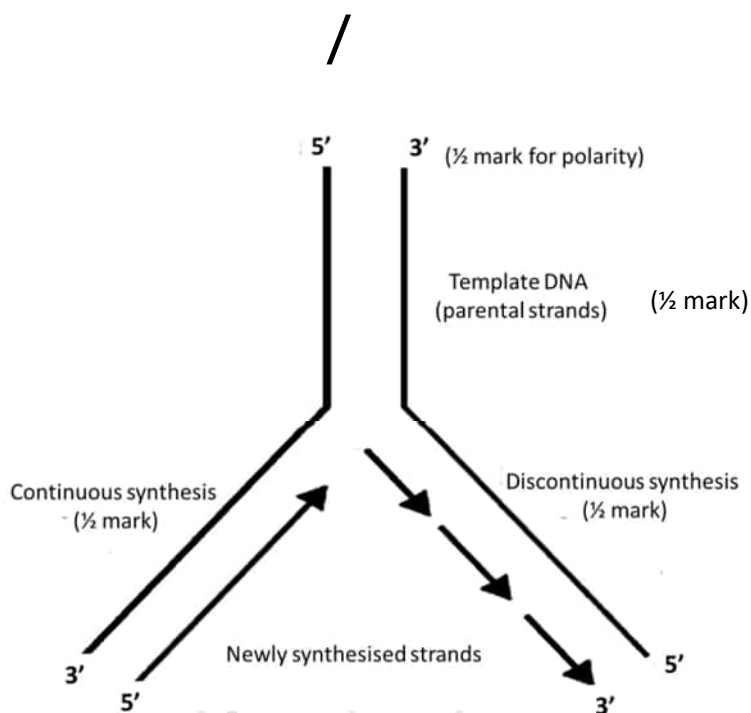 /
5’ 3’ (½ mark for polarity)
Template DNA
(parental strands) (½ mark)
Continuous synthesis
(½ mark)
Discontinuous synthesis
(½ mark)
Newly synthesised strands
3’
5’
5’
3’